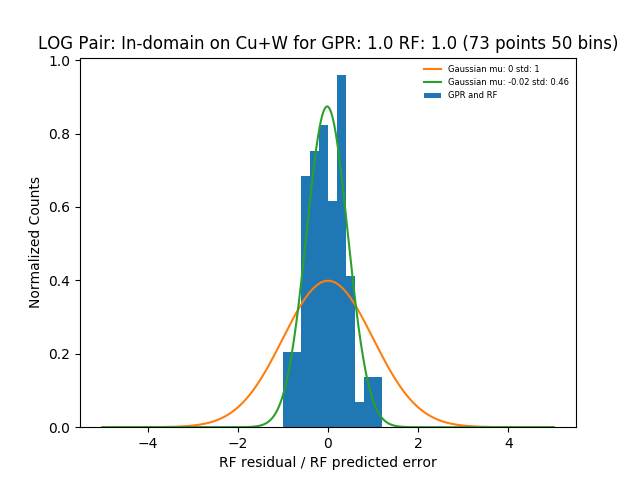 LOG Pair: In-domain on Cu+W for GPR: 1.0 RF: 1.0 (73 points 50 bins)
Gaussian mu: 0 std: 1
Gaussian mu: -0.02 std: 0.46
GPR and RF
Normalized Counts
1.0
0.8
0.6
0.4
0.2
0.0
−4 −2 0 2 4
RF residual / RF predicted error